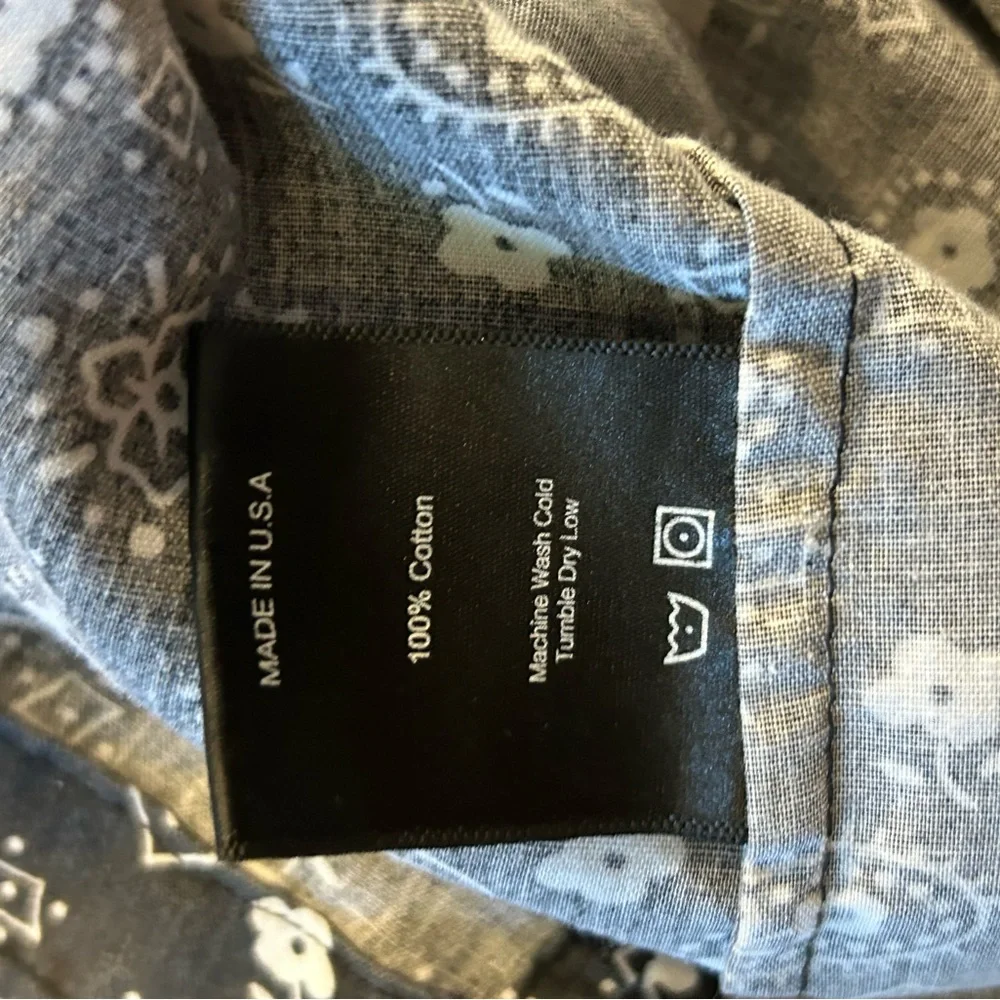 MADE IN U.S.A
100% Cotton
Machine Wash Cold
Tumble Dry Low